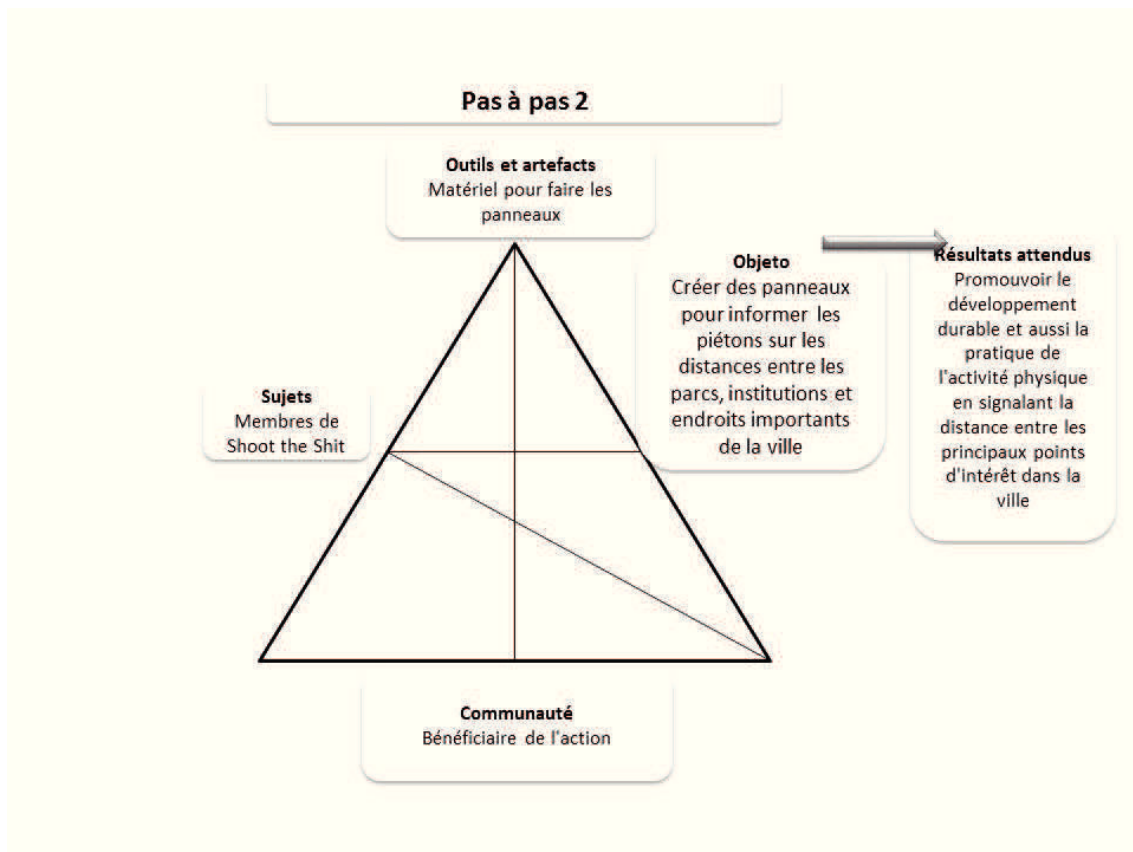 Pas à pas 2
Outils et artefacts
Matériel pour faire les
panneaux
Objeto
Créer des panneaux
pour informer les
piétons sur les
distances entre les
parcs, institutions et
endroits importants
de la ville
Résultats attendus
Promouvoir le
développement
durable et aussi la
pratique de
l'activité physique
en signalant la
distance entre les
principaux points
d'intérêt dans la
ville
Sujets
Membres de
Shoot the Shit
Communauté
Bénéficiaire de l'action